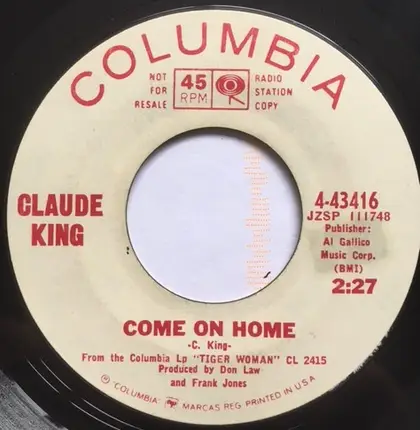 COLUMBIA
NOT FOR RESALE
45 RPM
RADIO STATION COPY
CLAUDE KING
4-43416
JZSP 111748
Publisher:
Al Gallico
Music Corp.
(BMI)
2:27
COME ON HOME
-C. King-
From the Columbia Lp "TIGER WOMAN" CL 2415
Produced by Don Law
and Frank Jones
® "COLUMBIA" MARCAS REG. PRINTED IN U.S.A.